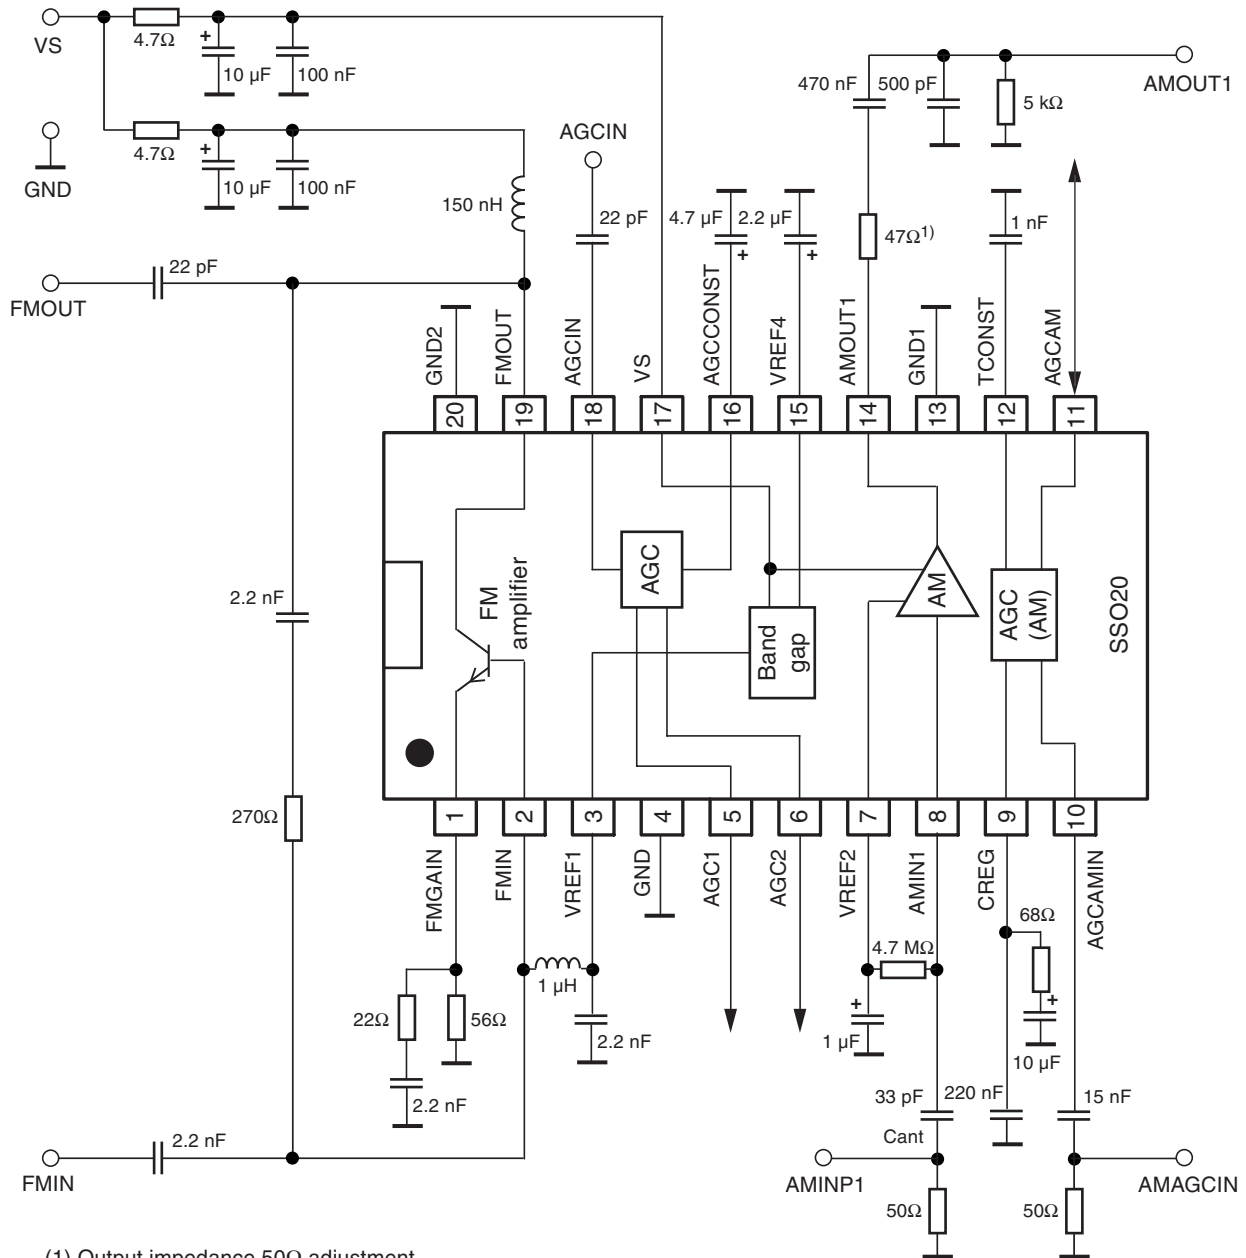 VS
4.7Ω
+
10 µF
100 nF
4.7Ω
+
10 µF
100 nF
GND
150 nH
AGCIN
22 pF
4.7 µF
+
2.2 µF
+
470 nF
500 pF
5 kΩ
AMOUT1
47Ω1)
1 nF
22 pF
FMOUT
GND2
FMOUT
AGCIN
VS
AGCCONST
VREF4
AMOUT1
GND1
TCONST
AGCAM
20
19
18
17
16
15
14
13
12
11
FM
amplifier
AGC
Band
gap
AM
AGC
(AM)
SSO20
2.2 nF
270Ω
1
2
3
4
5
6
7
8
9
10
FMGAIN
FMIN
VREF1
GND
AGC1
AGC2
VREF2
AMIN1
CREG
AGCAMIN
22Ω
56Ω
2.2 nF
1 µH
2.2 nF
4.7 MΩ
+
1 µF
68Ω
+
10 µF
33 pF
Cant
220 nF
15 nF
2.2 nF
FMIN
AMINP1
50Ω
50Ω
AMAGCIN
(1) Output impedance 50Ω adjustment